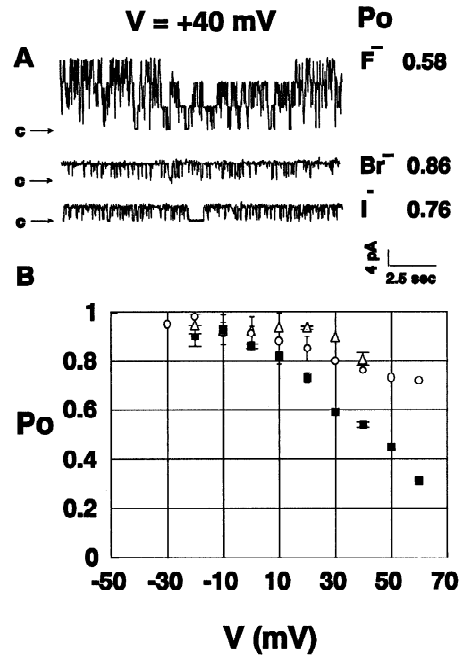 V = +40 mV Po
A
F⁻ 0.58
c →
Br⁻ 0.86
c →
I⁻ 0.76
c →
4 pA
2.5 sec
B
1
0.8
0.6
Po
0.4
0.2
0
-50 -30 -10 10 30 50 70
V (mV)